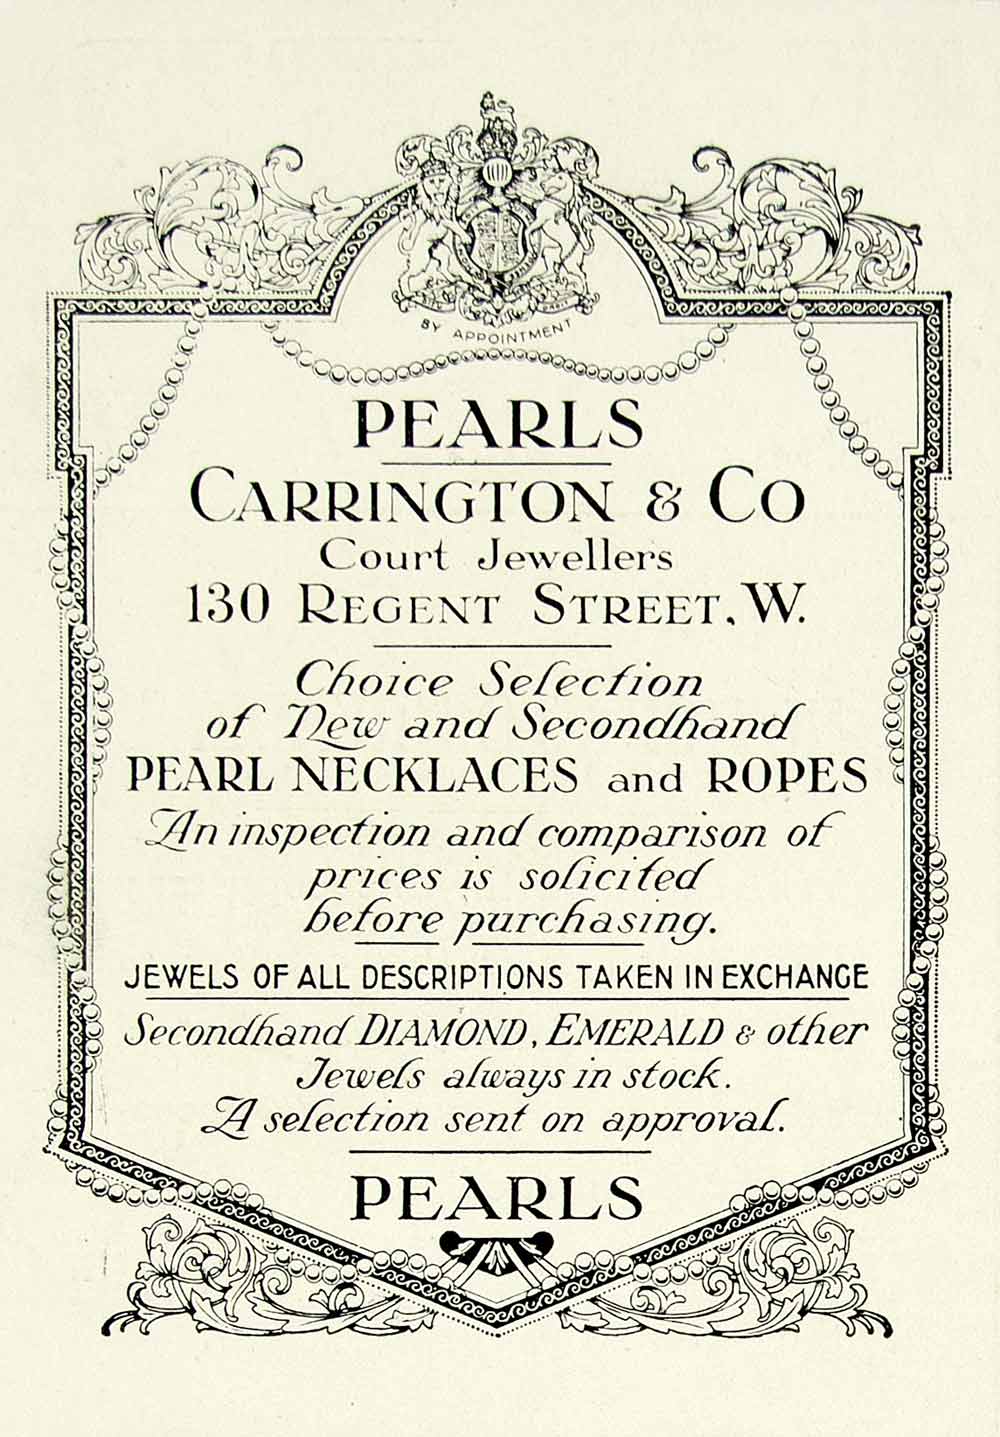 BY APPOINTMENT
PEARLS
CARRINGTON & CO
Court Jewellers
130 REGENT STREET, W.
Choice Selection
of New and Secondhand
PEARL NECKLACES and ROPES
An inspection and comparison of
prices is solicited
before purchasing.
JEWELS OF ALL DESCRIPTIONS TAKEN IN EXCHANGE
Secondhand DIAMOND, EMERALD & other
Jewels always in stock.
A selection sent on approval.
PEARLS